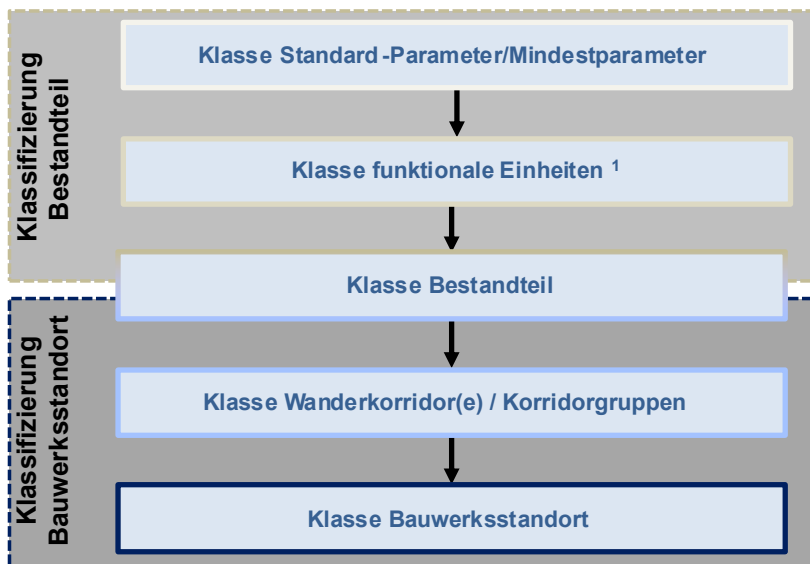 Klassifizierung
Bestandteil
Klasse Standard-Parameter/Mindestparameter
Klasse funktionale Einheiten ¹
Klasse Bestandteil
Klassifizierung
Bauwerksstandort
Klasse Wanderkorridor(e) / Korridorgruppen
Klasse Bauwerksstandort